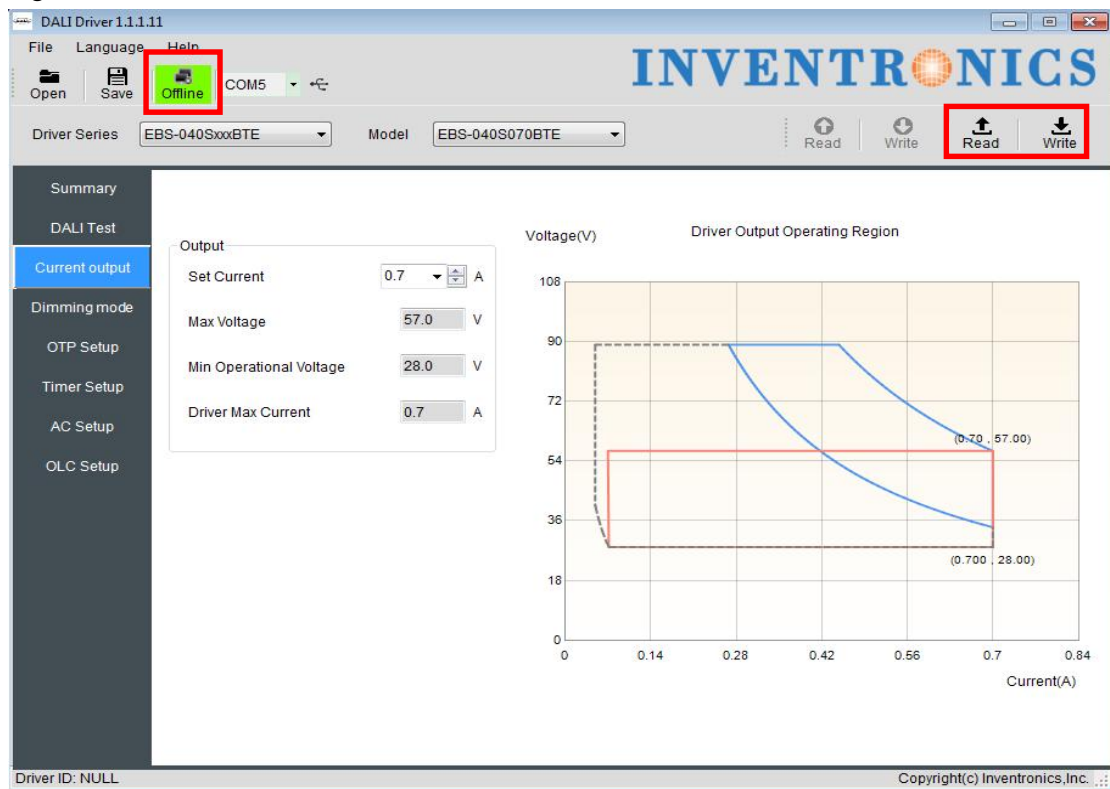 DALI Driver 1.1.1.11
File Language Help
INVENTRONICS
Open Save Offline COM5
Driver Series EBS-040SxxxBTE Model EBS-040S070BTE Read Write Read Write
Summary
DALI Test
Current output
Dimming mode
OTP Setup
Timer Setup
AC Setup
OLC Setup
Output
Set Current 0.7 A
Max Voltage 57.0 V
Min Operational Voltage 28.0 V
Driver Max Current 0.7 A
Voltage(V) Driver Output Operating Region
108
90
72
(0.70 , 57.00)
54
36
(0.700 , 28.00)
18
0
0 0.14 0.28 0.42 0.56 0.7 0.84
Current(A)
Driver ID: NULL Copyright(c) Inventronics,Inc.